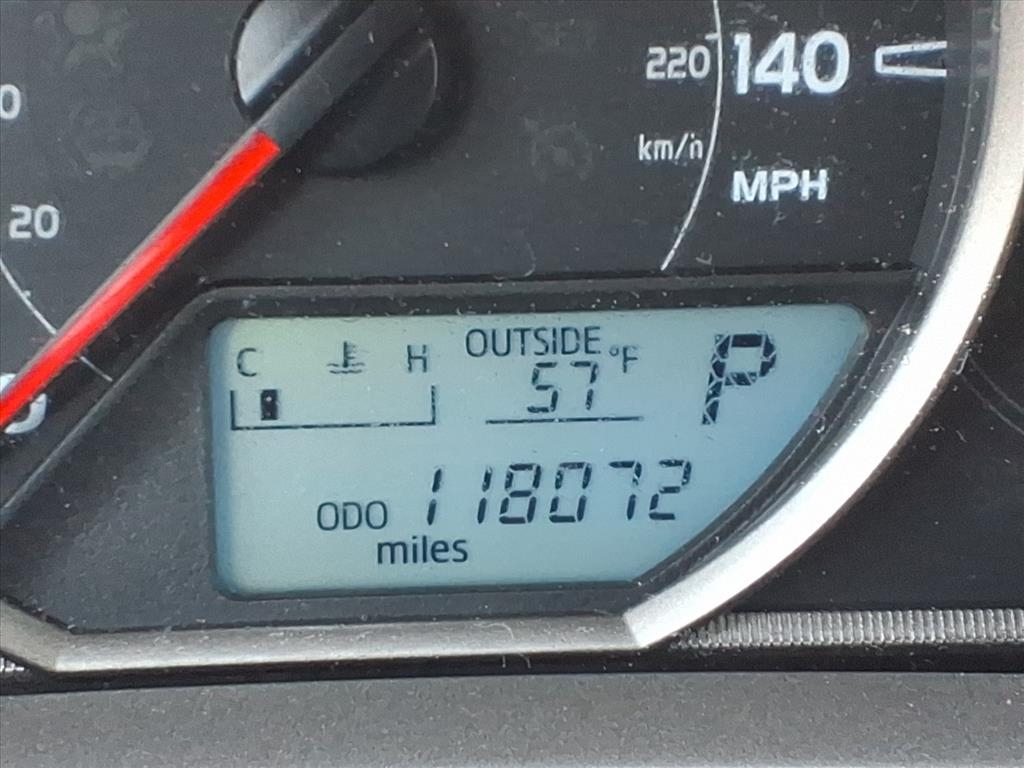 220 140
km/h
MPH
20
0
C H OUTSIDE °F
57
P
ODO 118072
miles